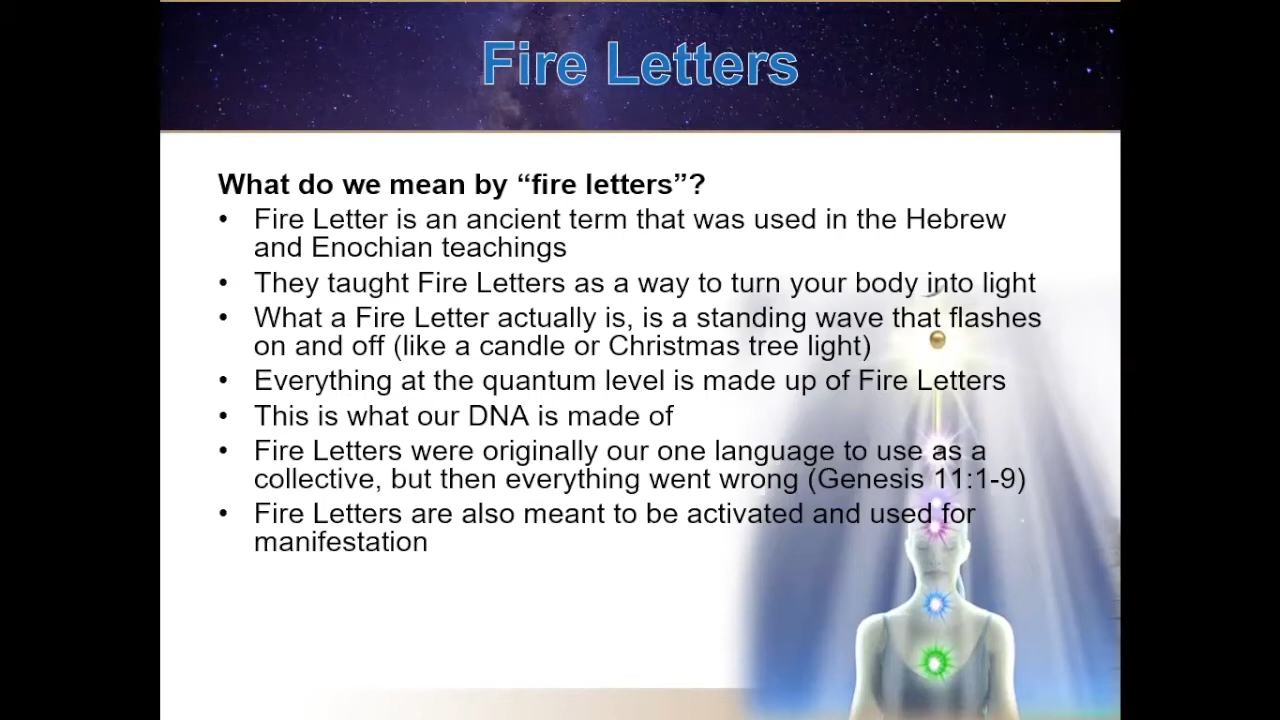 Fire Letters
What do we mean by “fire letters”?
• Fire Letter is an ancient term that was used in the Hebrew
and Enochian teachings
• They taught Fire Letters as a way to turn your body into light
• What a Fire Letter actually is, is a standing wave that flashes
on and off (like a candle or Christmas tree light)
• Everything at the quantum level is made up of Fire Letters
• This is what our DNA is made of
• Fire Letters were originally our one language to use as a
collective, but then everything went wrong (Genesis 11:1-9)
• Fire Letters are also meant to be activated and used for
manifestation